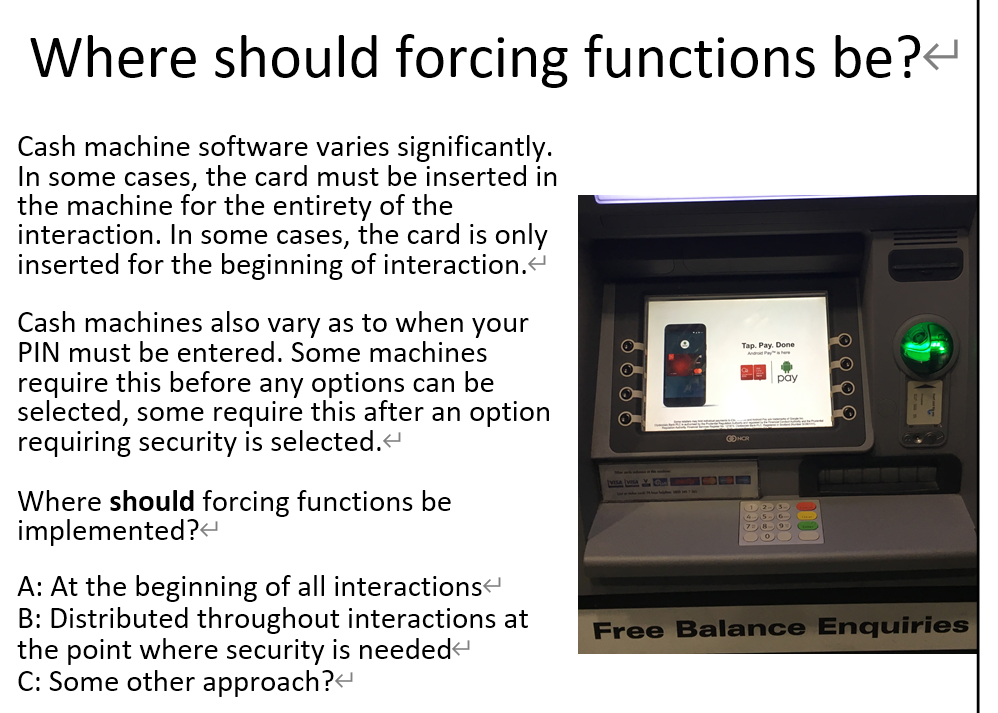 Where should forcing functions be?↵
Cash machine software varies significantly.
In some cases, the card must be inserted in
the machine for the entirety of the
interaction. In some cases, the card is only
inserted for the beginning of interaction.↵
Cash machines also vary as to when your
PIN must be entered. Some machines
require this before any options can be
selected, some require this after an option
requiring security is selected.↵
Where should forcing functions be
implemented?↵
A: At the beginning of all interactions↵
B: Distributed throughout interactions at
the point where security is needed↵
C: Some other approach?↵
Tap. Pay. Done
Android Pay™ is here
pay
NCR
VISA
1 2 3
4 5 6
7 8 9
0
Free Balance Enquiries